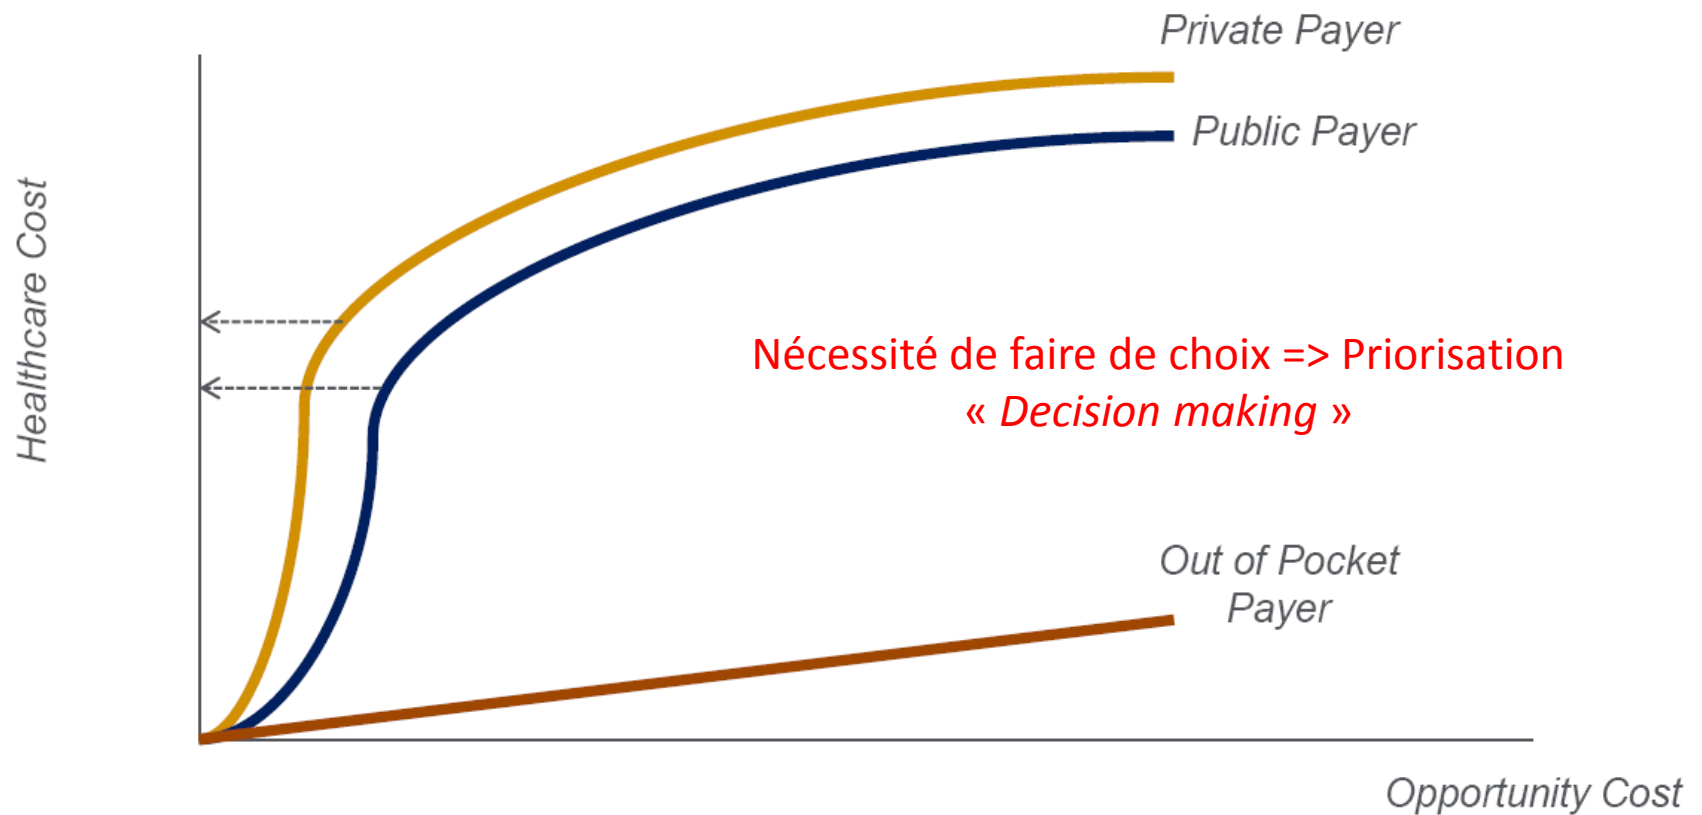 Private Payer
Public Payer
Healthcare Cost
Nécessité de faire de choix => Priorisation
« Decision making »
Out of Pocket
Payer
Opportunity Cost